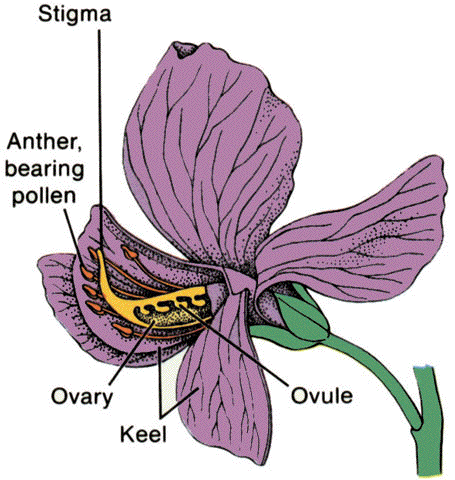 Stigma
Anther,
bearing
pollen
Ovary
Ovule
Keel